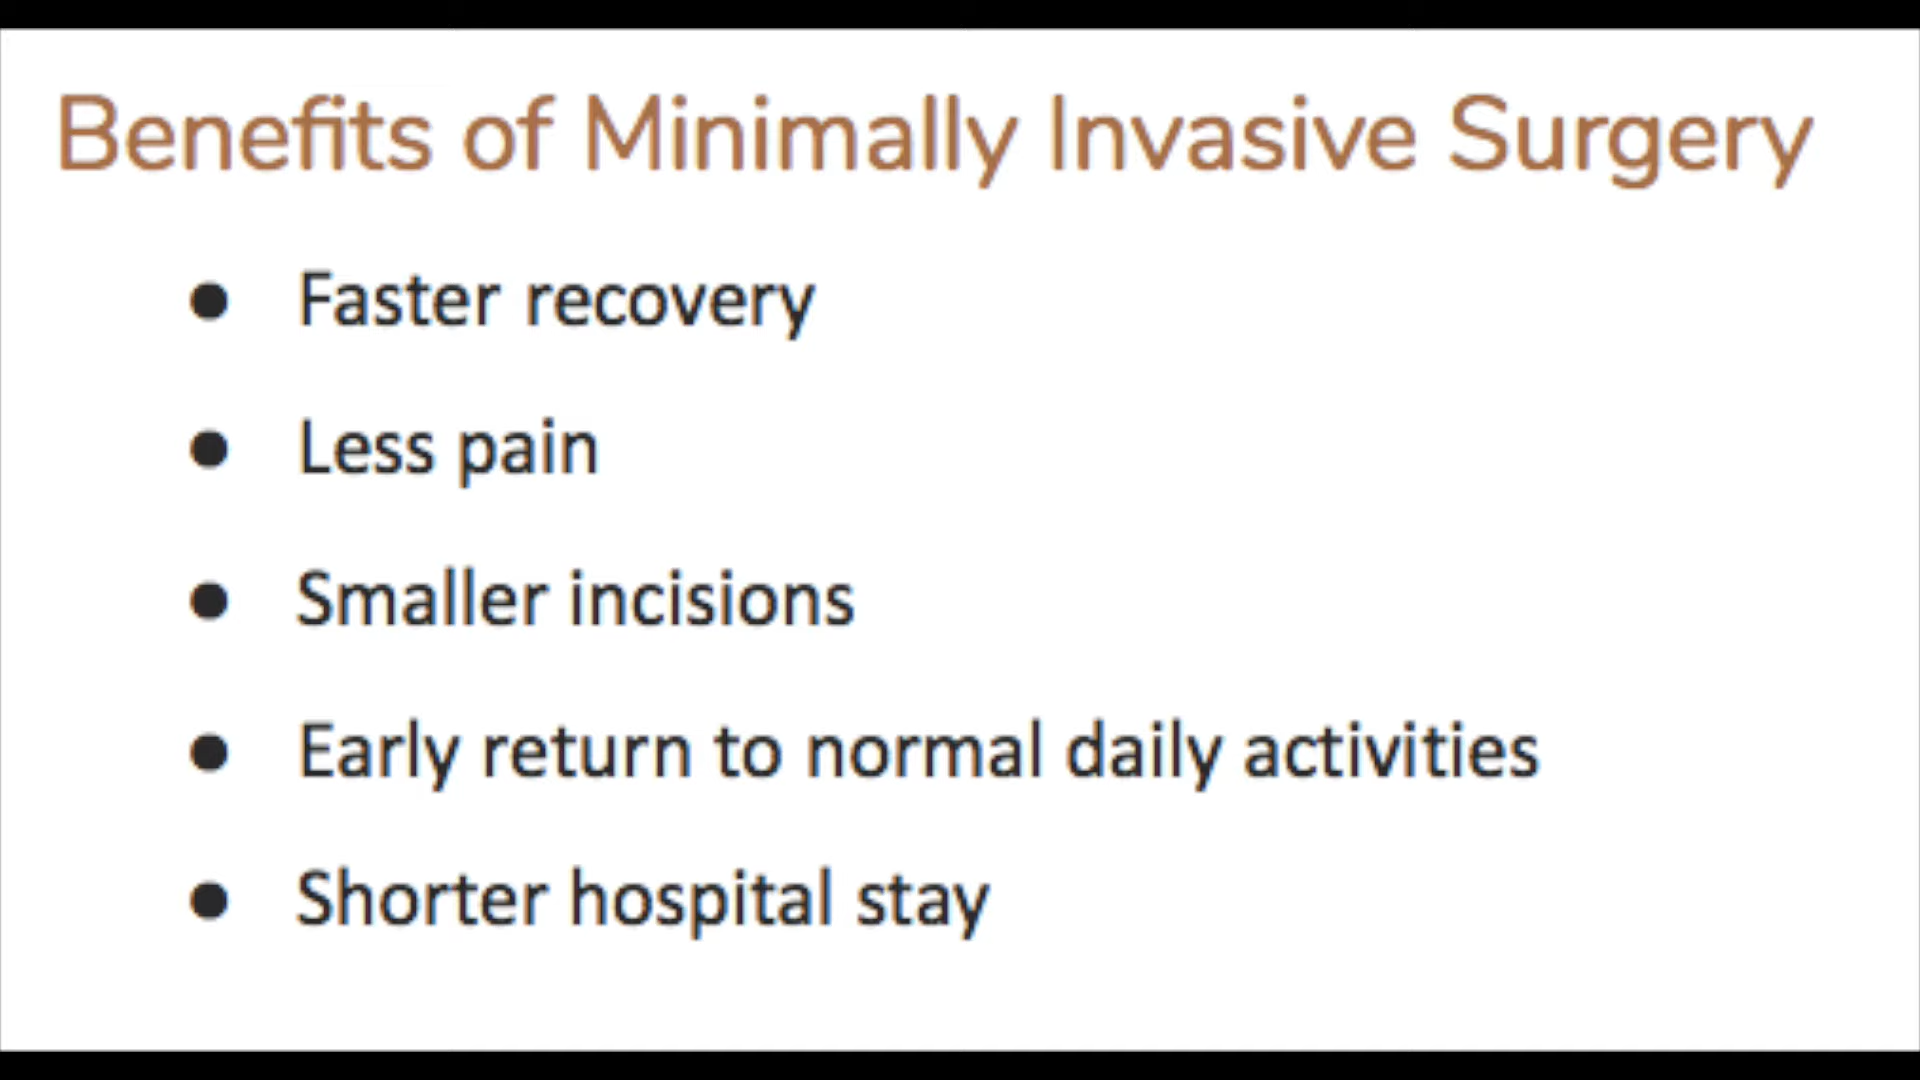 Benefits of Minimally Invasive Surgery
● Faster recovery
● Less pain
● Smaller incisions
● Early return to normal daily activities
● Shorter hospital stay